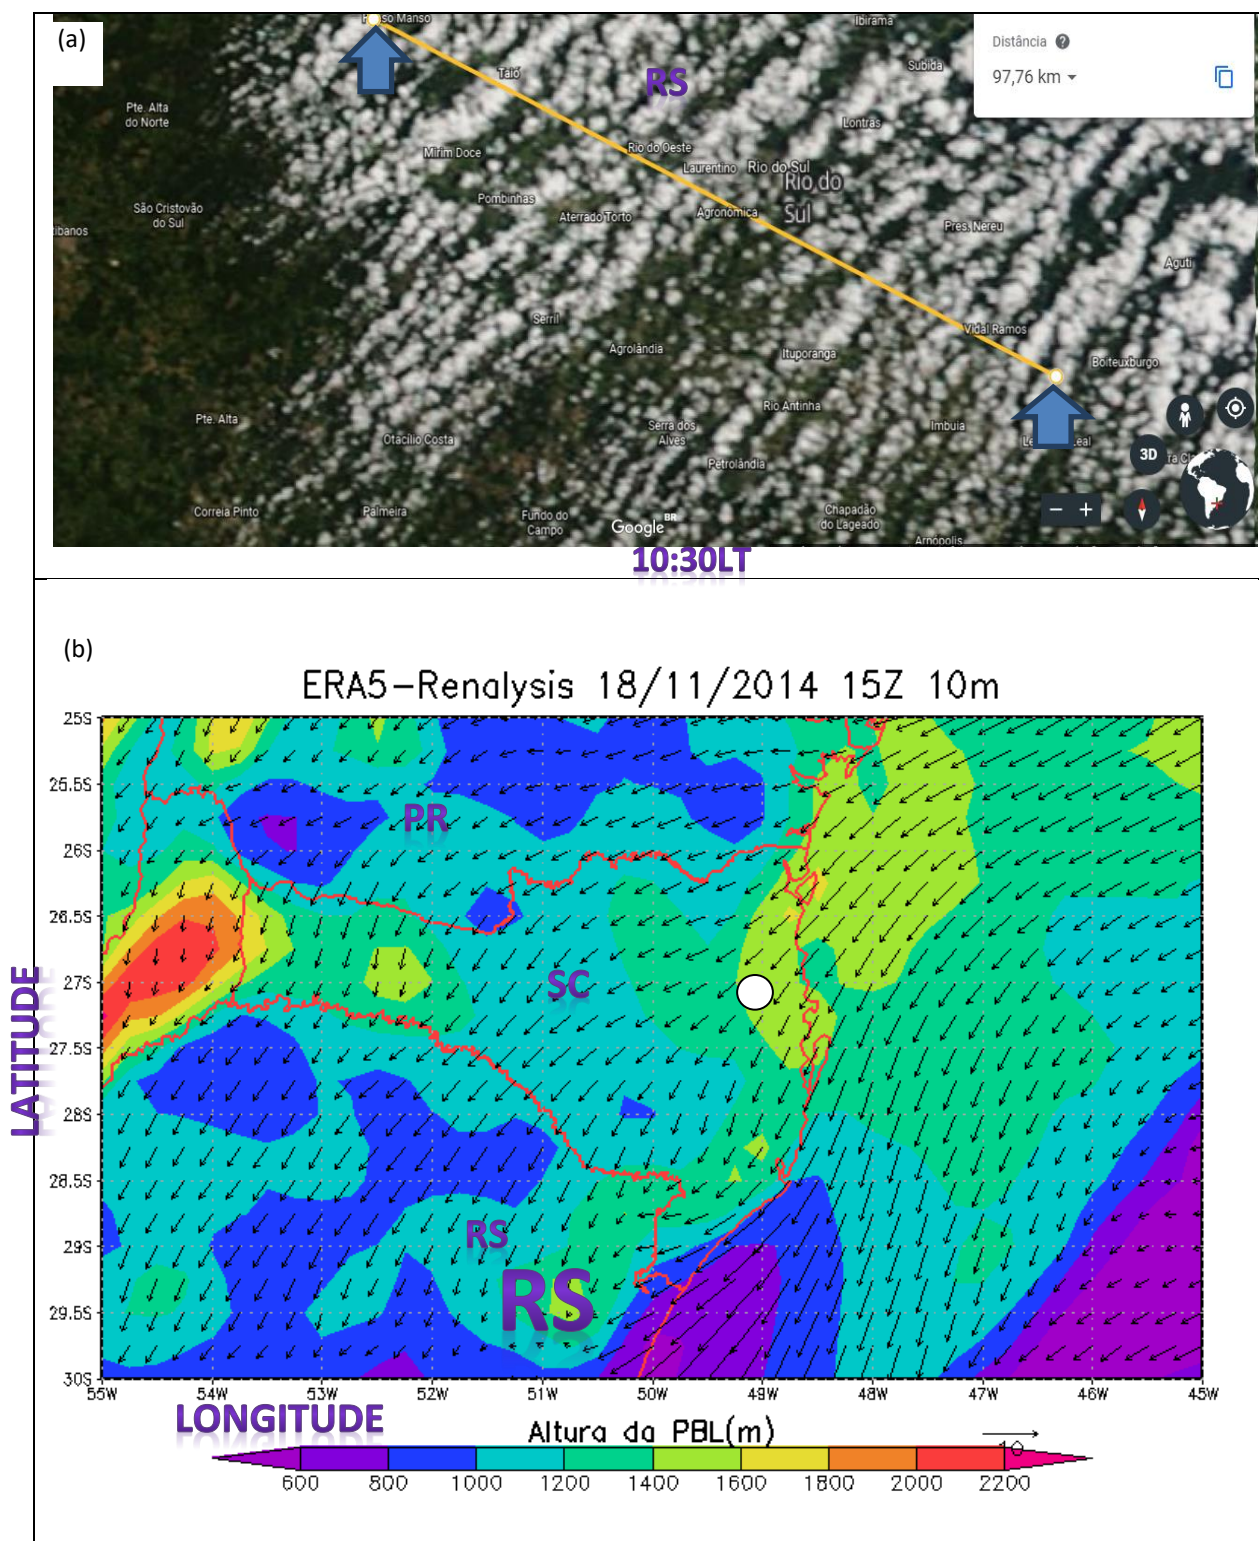 (a)
so Manso
Ibirama
Distância
97,76 km
Taió
RS
Subida
Pte. Alta
do Norte
Lontras
Mirim Doce
Rio do Oeste
Laurentino
Rio do Sul
Rio do
Sul
Pombinhas
São Cristovão
do Sul
Aterrado Torto
Agronômica
ibanos
Pres. Nereu
Aguti
Serril
Vidal Ramos
Agrolândia
Ituporanga
Boiteuxburgo
Pte. Alta
Rio Antinha
Otacílio Costa
Serra dos
Alves
Imbuia
Petrolândia
3D
Correia Pinto
Palmeira
Fundo do
Campo
Google
BR
Chapadão
do Lageado
Arnópolis
10:30LT
(b)
ERA5-Renalysis 18/11/2014 15Z 10m
25S
25.5S
26S
26.5S
27S
27.5S
28S
28.5S
29S
29.5S
30S
LATITUDE
PR
SC
RS
RS
55W 54W 53W 52W 51W 50W 49W 48W 47W 46W 45W
LONGITUDE
Altura da PBL(m)
10
600 800 1000 1200 1400 1600 1800 2000 2200